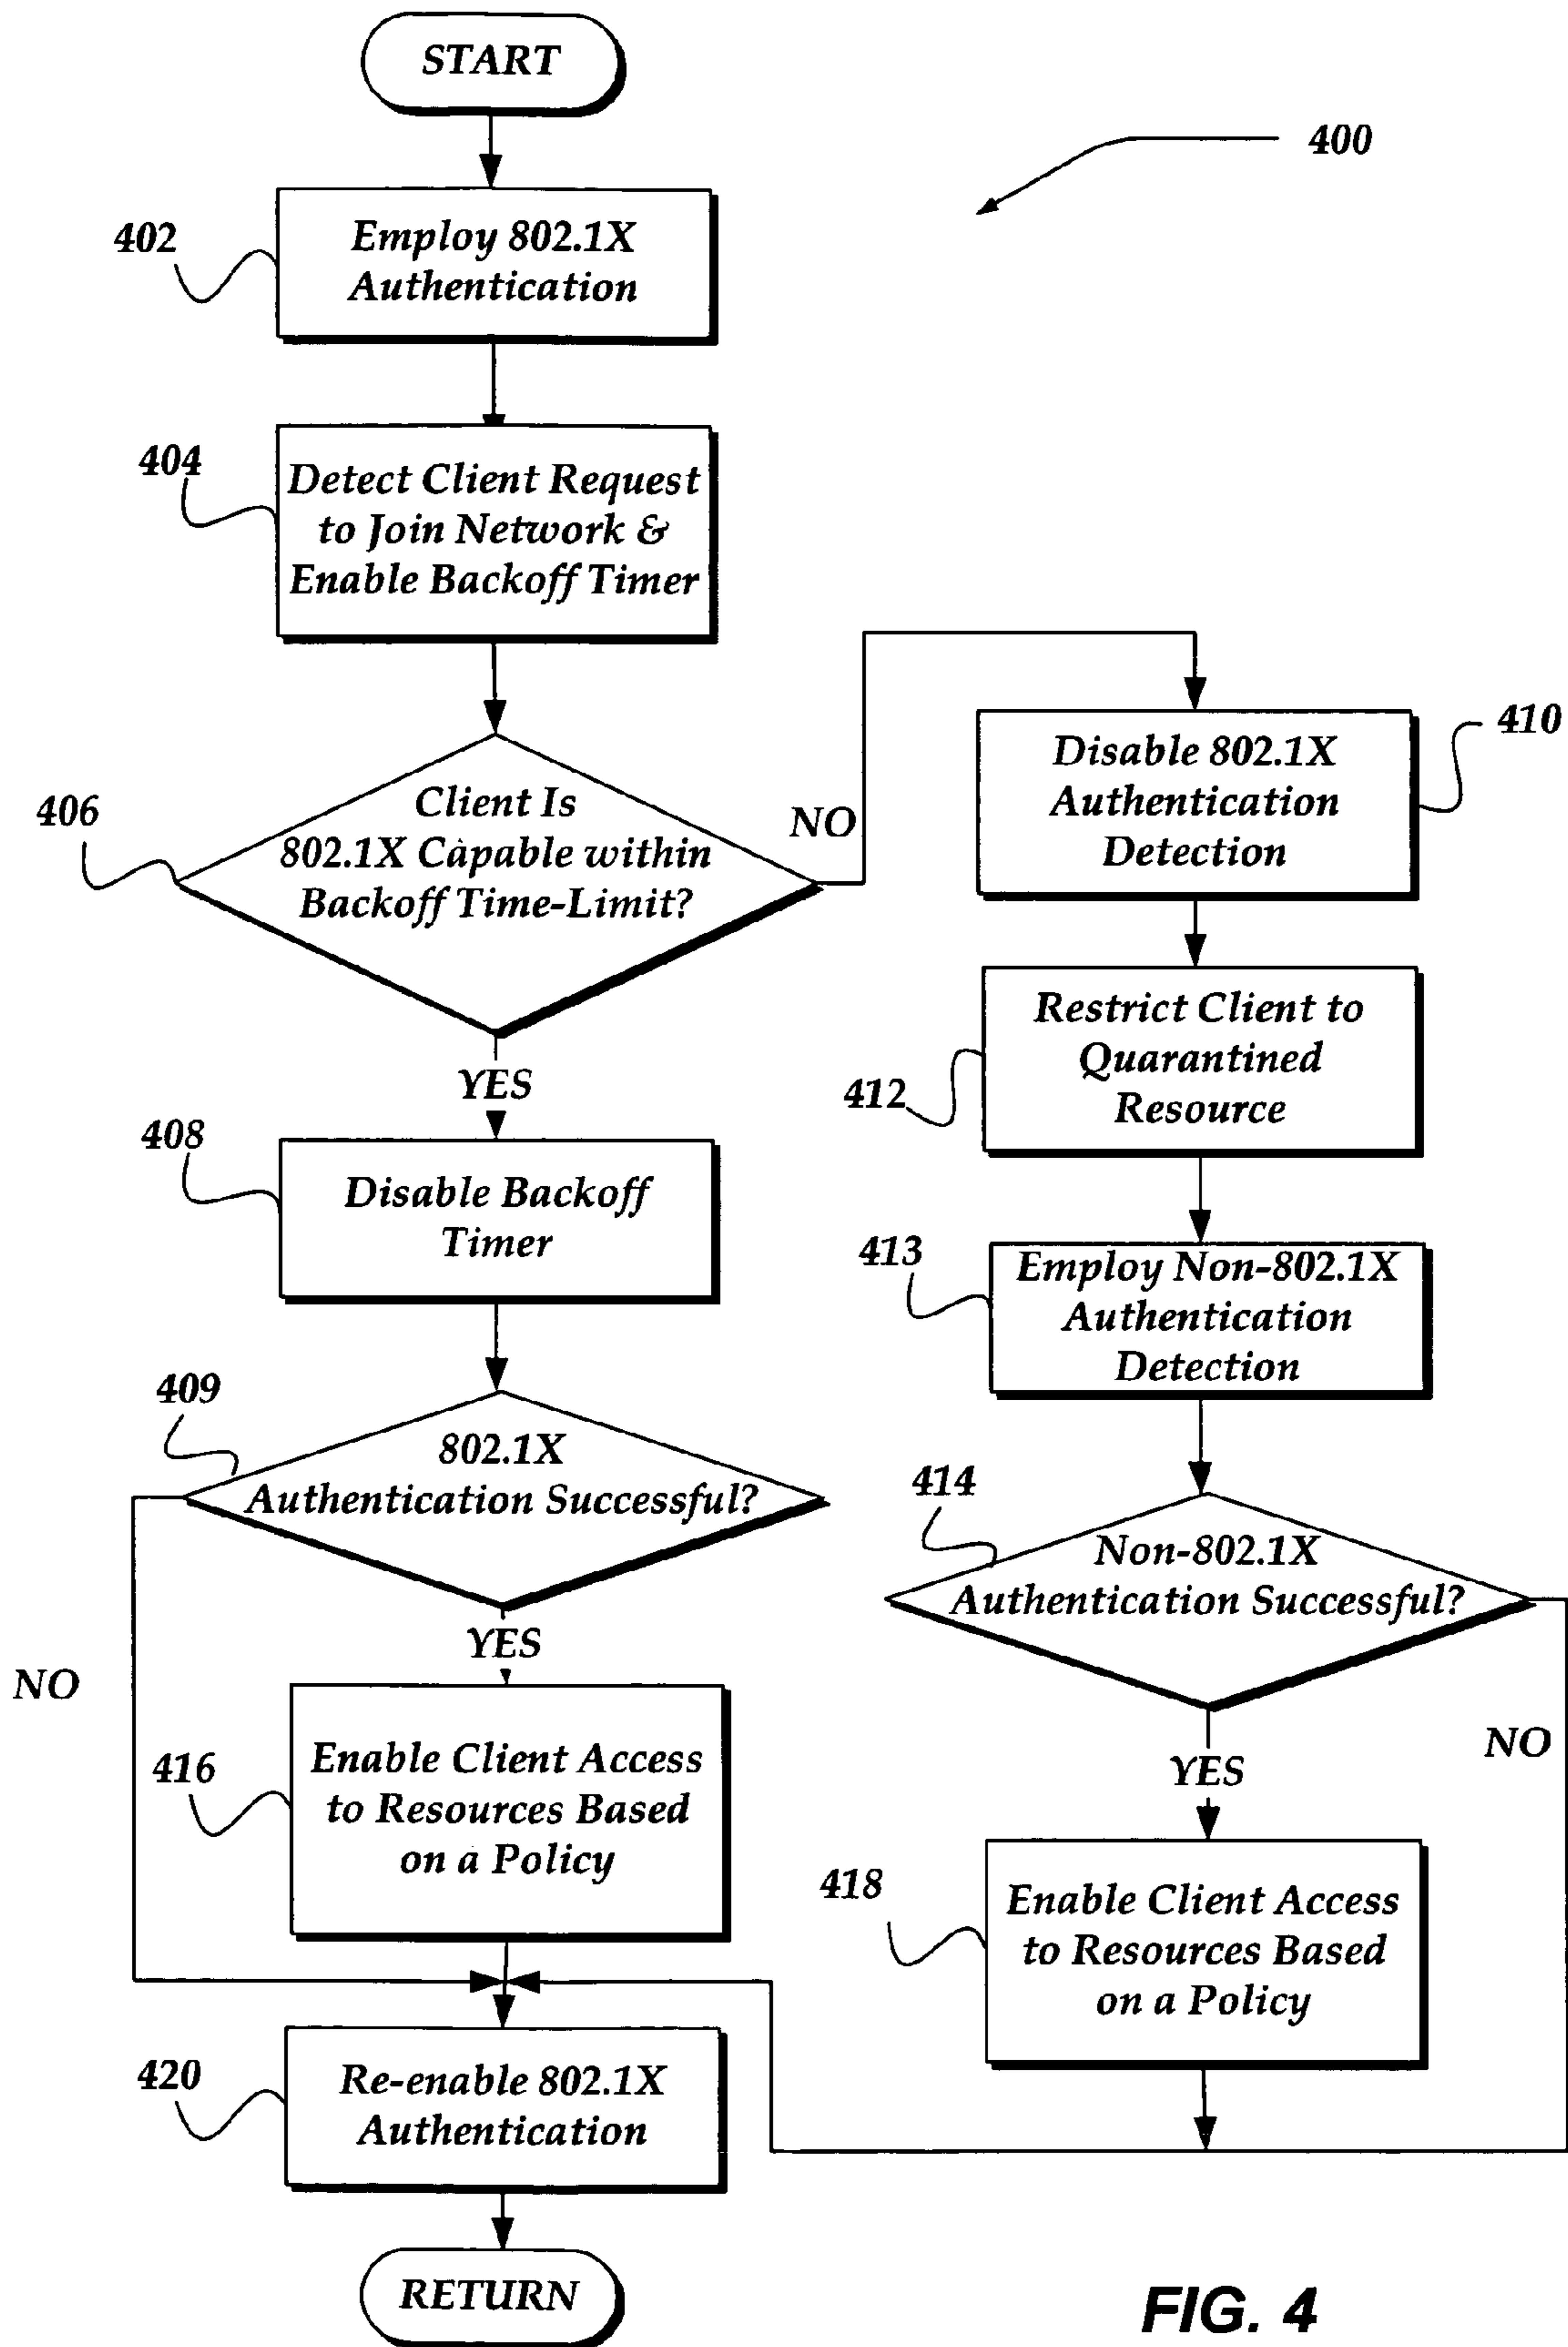 START
400
402
Employ 802.1X
Authentication
404
Detect Client Request
to Join Network &
Enable Backoff Timer
406
Client Is
802.1X Capable within
Backoff Time-Limit?
NO
410
Disable 802.1X
Authentication
Detection
412
Restrict Client to
Quarantined
Resource
YES
408
Disable Backoff
Timer
413
Employ Non-802.1X
Authentication
Detection
409
802.1X
Authentication Successful?
414
Non-802.1X
Authentication Successful?
YES
NO
416
Enable Client Access
to Resources Based
on a Policy
YES
NO
418
Enable Client Access
to Resources Based
on a Policy
420
Re-enable 802.1X
Authentication
RETURN
FIG. 4